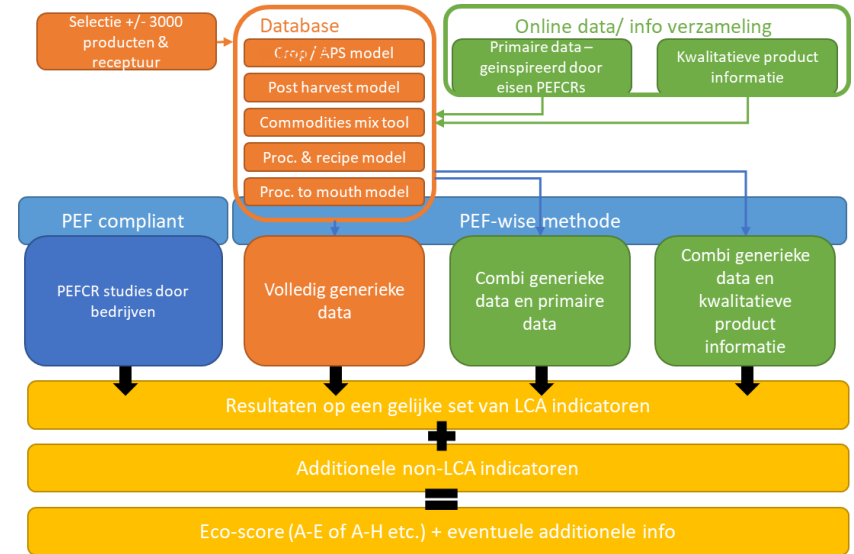 Selectie +/- 3000
producten &
receptuur
Database
Crop / APS model
Post harvest model
Commodities mix tool
Proc. & recipe model
Proc. to mouth model
Online data/ info verzameling
Primaire data –
geinspireerd door
eisen PEFCRs
Kwalitatieve product
informatie
PEF compliant
PEF-wise methode
PEFCR studies door
bedrijven
Volledig generieke
data
Combi generieke
data en primaire
data
Combi generieke
data en
kwalitatieve
product
informatie
Resultaten op een gelijke set van LCA indicatoren
Additionele non-LCA indicatoren
Eco-score (A-E of A-H etc.) + eventuele additionele info